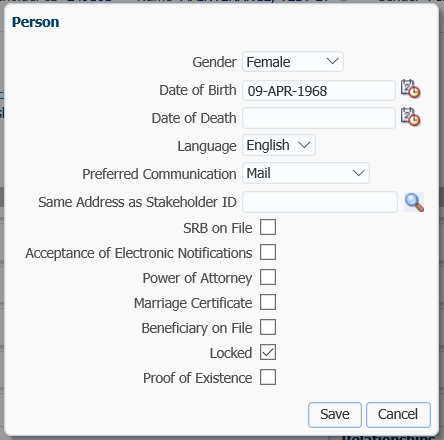 Person
Gender Female
Date of Birth 09-APR-1968
Date of Death
Language English
Preferred Communication Mail
Same Address as Stakeholder ID
SRB on File
Acceptance of Electronic Notifications
Power of Attorney
Marriage Certificate
Beneficiary on File
Locked
Proof of Existence
Save Cancel